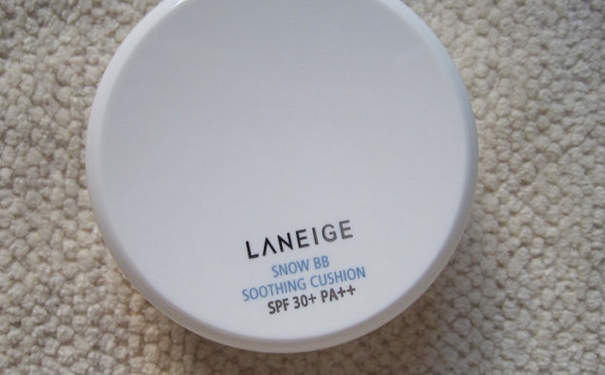 LANEIGE
SNOW BB
SOOTHING CUSHION
SPF 30+ PA++